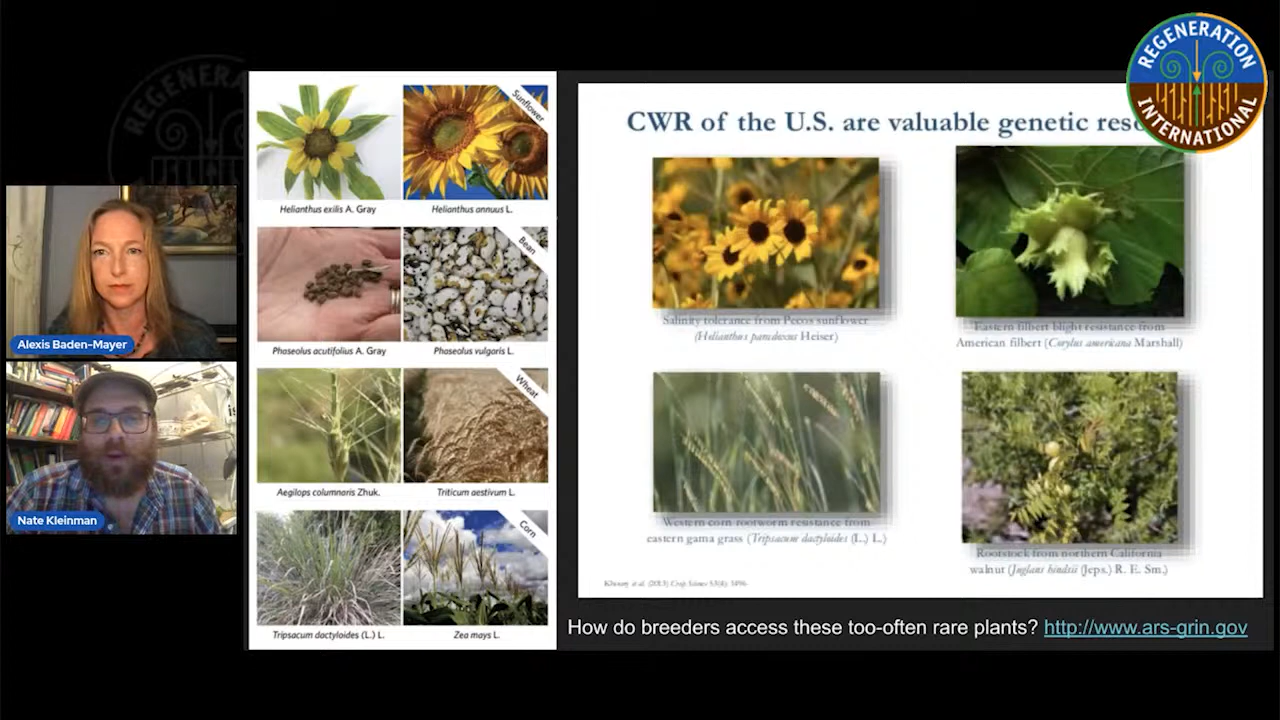 REGENERATION
INTERNATIONAL
Alexis Baden-Mayer
Nate Kleinman
Sunflower
Helianthus exilis A. Gray
Helianthus annuus L.
Bean
Phaseolus acutifolius A. Gray
Phaseolus vulgaris L.
Wheat
Aegilops columnaris Zhuk.
Triticum aestivum L.
Corn
Tripsacum dactyloides (L.) L.
Zea mays L.
CWR of the U.S. are valuable genetic
Salinity tolerance from Pecos sunflower
(Helianthus paradoxus Heiser)
Eastern filbert blight resistance from
American filbert (Corylus americana Marshall)
Western corn rootworm resistance from
eastern gama grass (Tripsacum dactyloides (L.) L.)
Rootstock from northern California
walnut (Juglans hindsii (Jeps.) R. E. Sm.)
Khoury et al. (2013) Crop Science 53(4): 1496
How do breeders access these too-often rare plants? http://www.ars-grin.gov